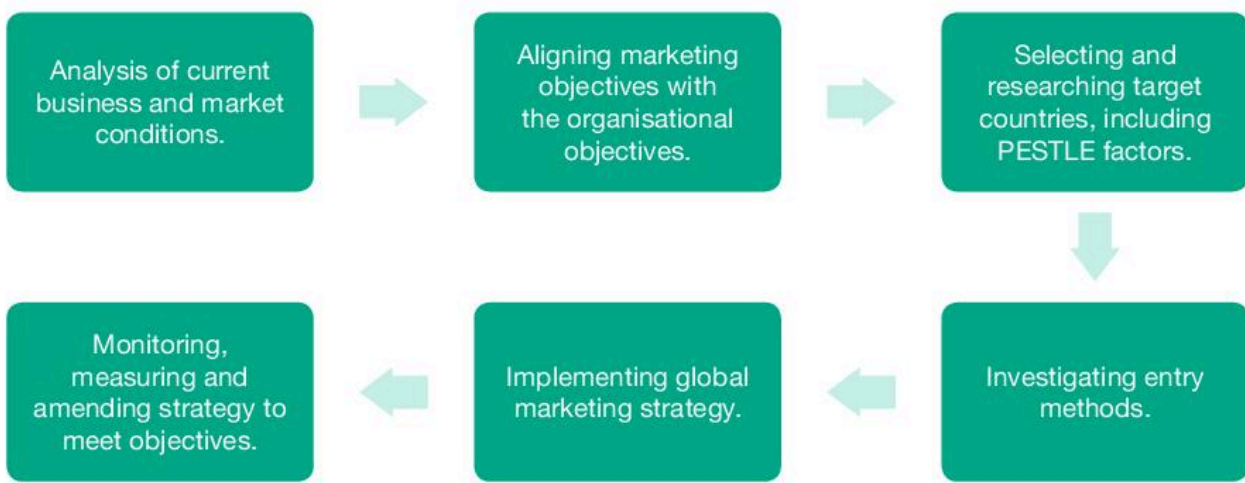 Analysis of current
business and market
conditions.
Aligning marketing
objectives with
the organisational
objectives.
Selecting and
researching target
countries, including
PESTLE factors.
Investigating entry
methods.
Implementing global
marketing strategy.
Monitoring,
measuring and
amending strategy to
meet objectives.